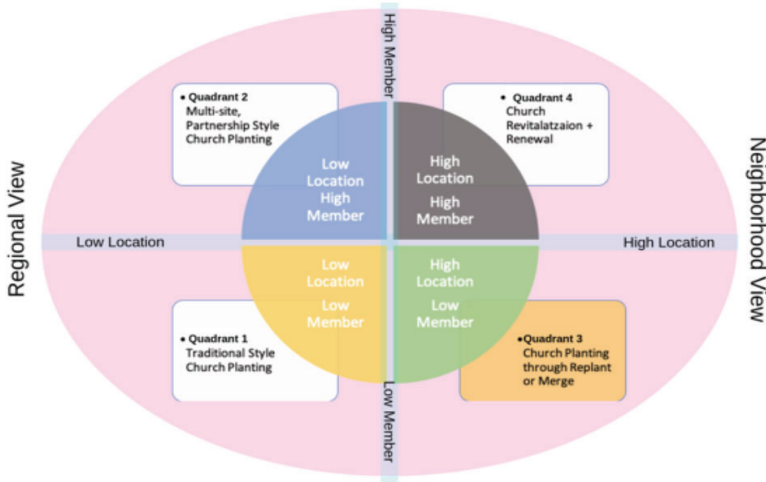 High Member
• Quadrant 2
Multi-site,
Partnership Style
Church Planting
• Quadrant 4
Church
Revitalatzaion +
Renewal
Low
Location
High
Member
High
Location
High
Member
Regional View
Low Location
High Location
Neighborhood View
Low
Location
Low
Member
High
Location
Low
Member
• Quadrant 1
Traditional Style
Church Planting
• Quadrant 3
Church Planting
through Replant
or Merge
Low Member